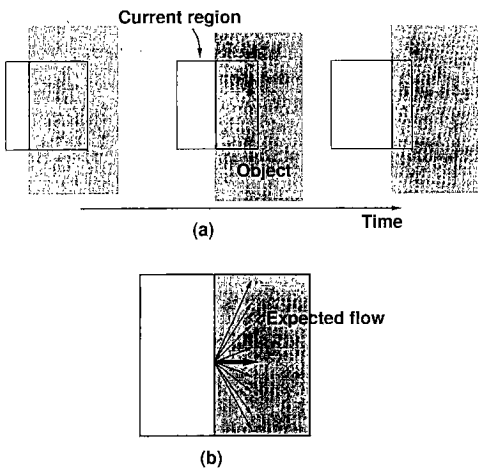 Current region
Object
Time
(a)
Expected flow
(b)